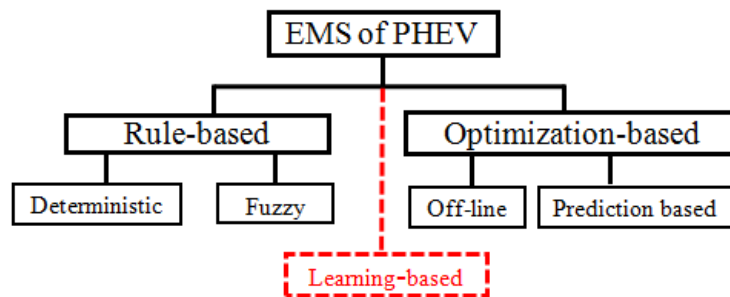 EMS of PHEV
Rule-based
Optimization-based
Deterministic
Fuzzy
Off-line
Prediction based
Learning-based